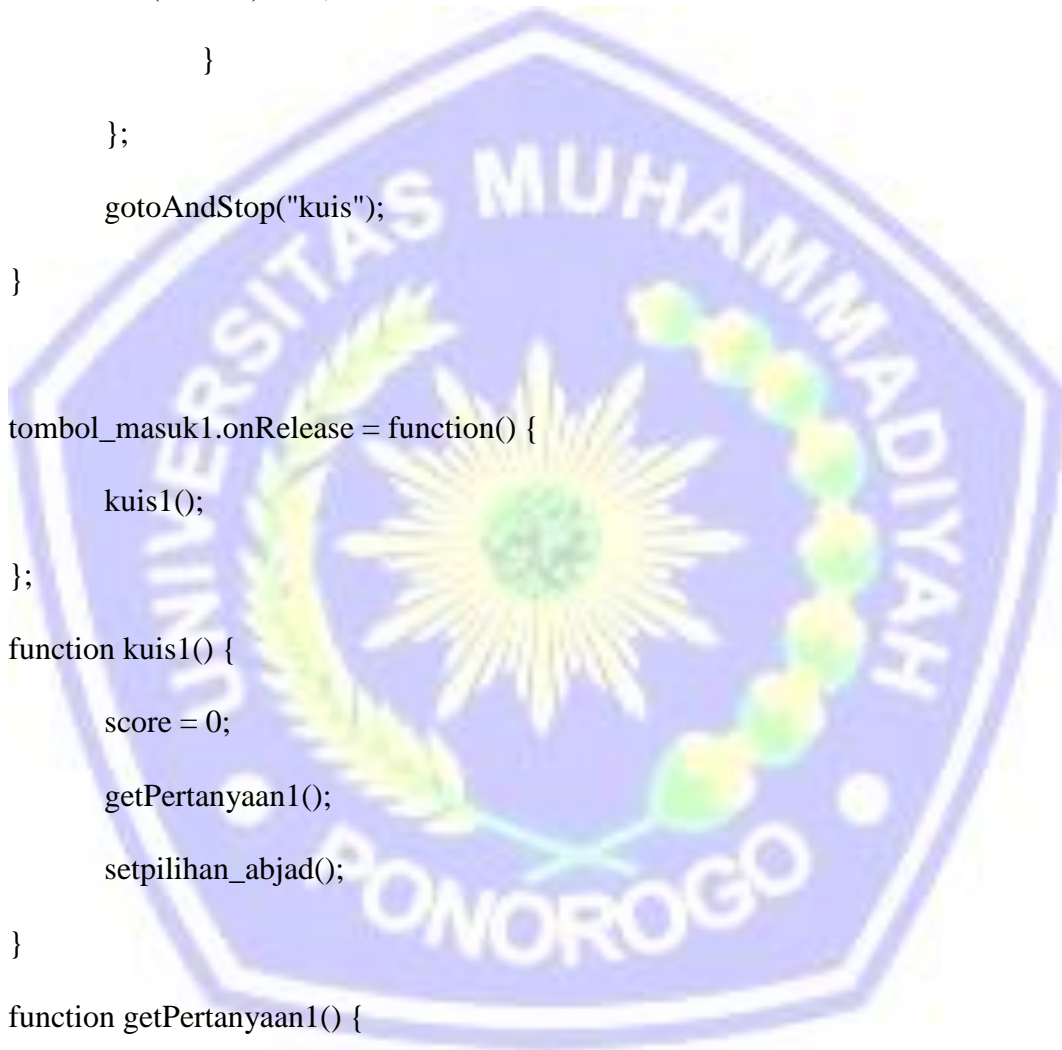 }
};
gotoAndStop("kuis");
}
tombol_masuk1.onRelease = function() {
kuis1();
};
function kuis1() {
score = 0;
getPertanyaan1();
setpilihan_abjad();
}
function getPertanyaan1() {
UNIVERSITAS MUHAMMADIYAH
PONOROGO